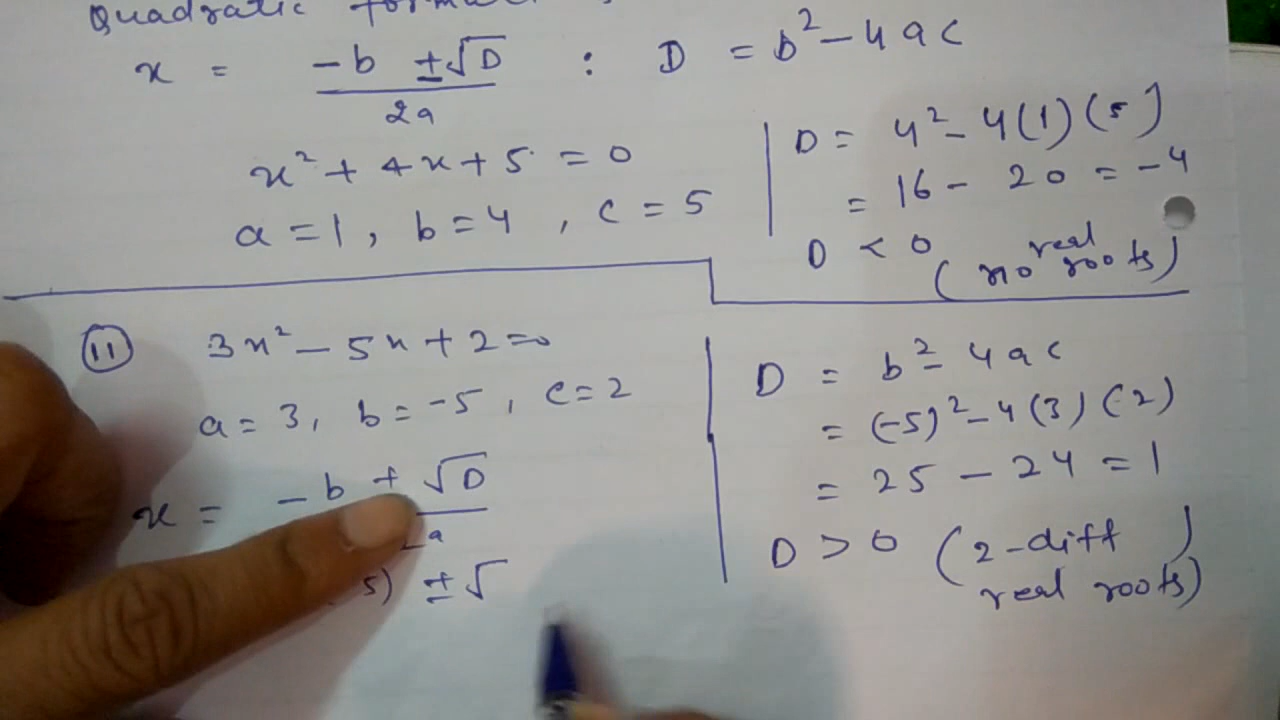 Quadratic
x = -b ±√D / 2a : D = b² - 4ac
x² + 4x + 5 = 0
a = 1, b = 4, c = 5
D = 4² - 4(1)(5)
= 16 - 20 = -4
D < 0 (no real roots)
(11) 3x² - 5x + 2 = 0
a = 3, b = -5, c = 2
x = -b ± √D / a
5) ± √
D = b² - 4ac
= (-5)² - 4(3)(2)
= 25 - 24 = 1
D > 0 (2-diff real roots)